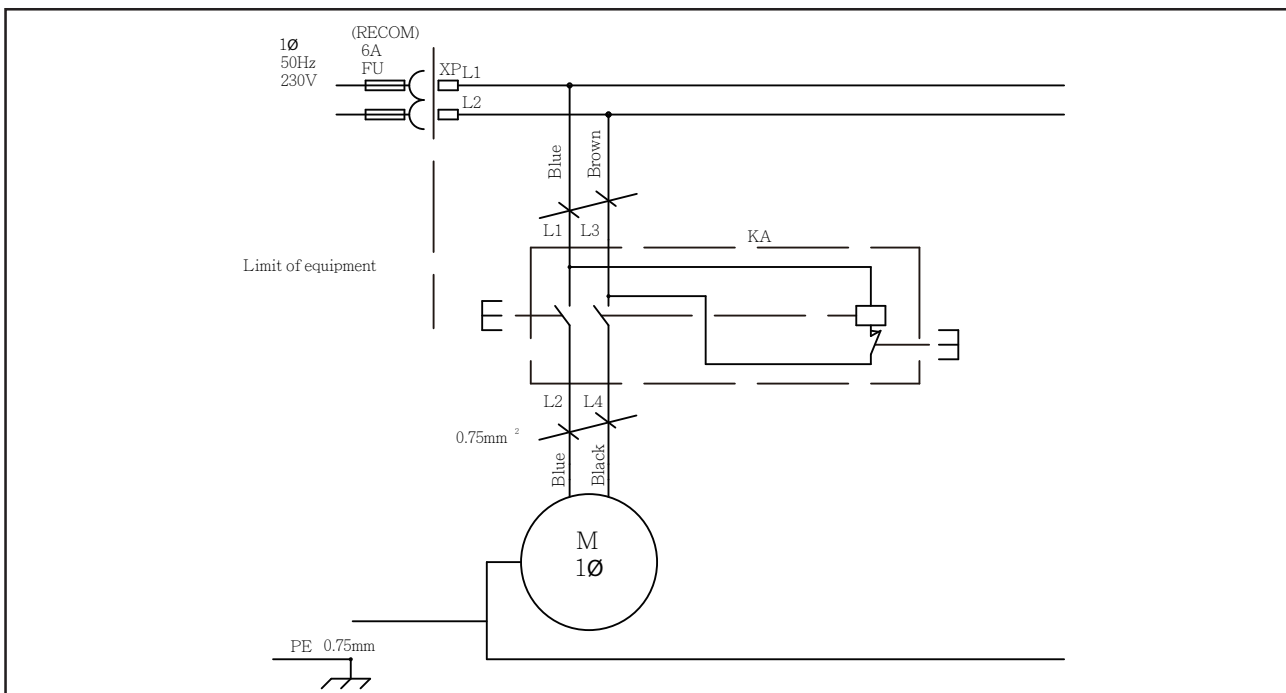 1Ø
50Hz
230V
(RECOM)
6A
FU
XP
L1
L2
Blue
Brown
L1
L3
KA
Limit of equipment
L2
L4
0.75mm ²
Blue
Black
M
1Ø
PE 0.75mm